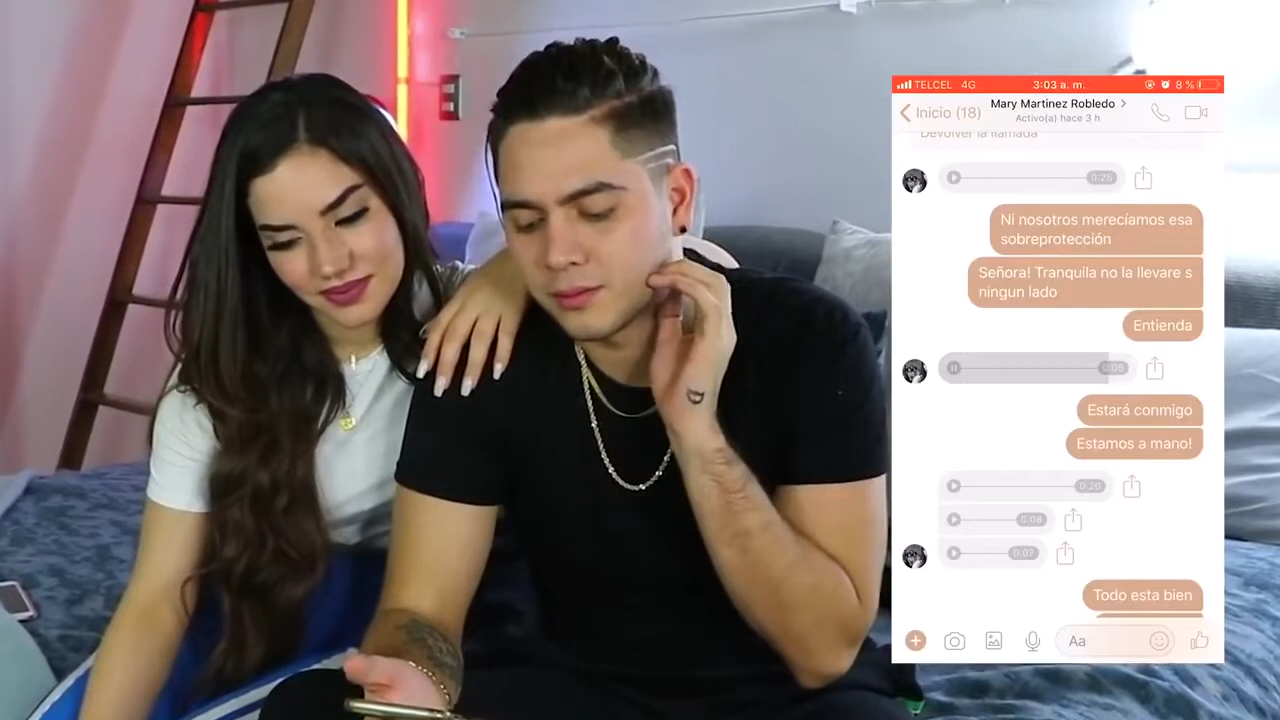 TELCEL 4G 3:03 a. m. 8 %
Inicio (18)
Mary Martinez Robledo
Activo(a) hace 3 h
Devolver la llamada
0:25
Ni nosotros merecíamos esa
sobreprotección
Señora! Tranquila no la llevare s
ningun lado
Entienda
0:05
Estará conmigo
Estamos a mano!
0:20
0:08
0:07
Todo esta bien
Aa